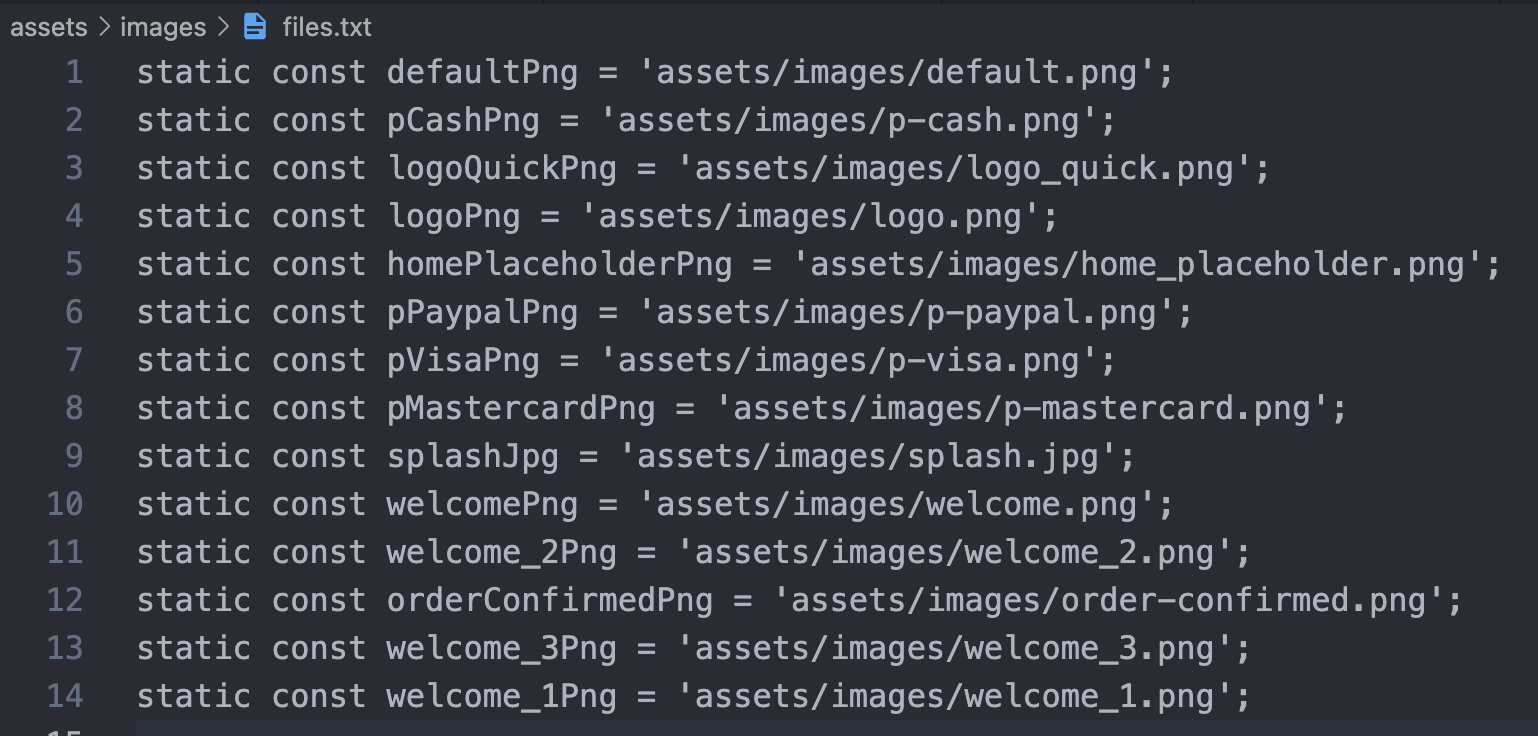 assets > images > files.txt
1 static const defaultPng = 'assets/images/default.png';
2 static const pCashPng = 'assets/images/p-cash.png';
3 static const logoQuickPng = 'assets/images/logo_quick.png';
4 static const logoPng = 'assets/images/logo.png';
5 static const homePlaceholderPng = 'assets/images/home_placeholder.png';
6 static const pPaypalPng = 'assets/images/p-paypal.png';
7 static const pVisaPng = 'assets/images/p-visa.png';
8 static const pMastercardPng = 'assets/images/p-mastercard.png';
9 static const splashJpg = 'assets/images/splash.jpg';
10 static const welcomePng = 'assets/images/welcome.png';
11 static const welcome_2Png = 'assets/images/welcome_2.png';
12 static const orderConfirmedPng = 'assets/images/order-confirmed.png';
13 static const welcome_3Png = 'assets/images/welcome_3.png';
14 static const welcome_1Png = 'assets/images/welcome_1.png';
15